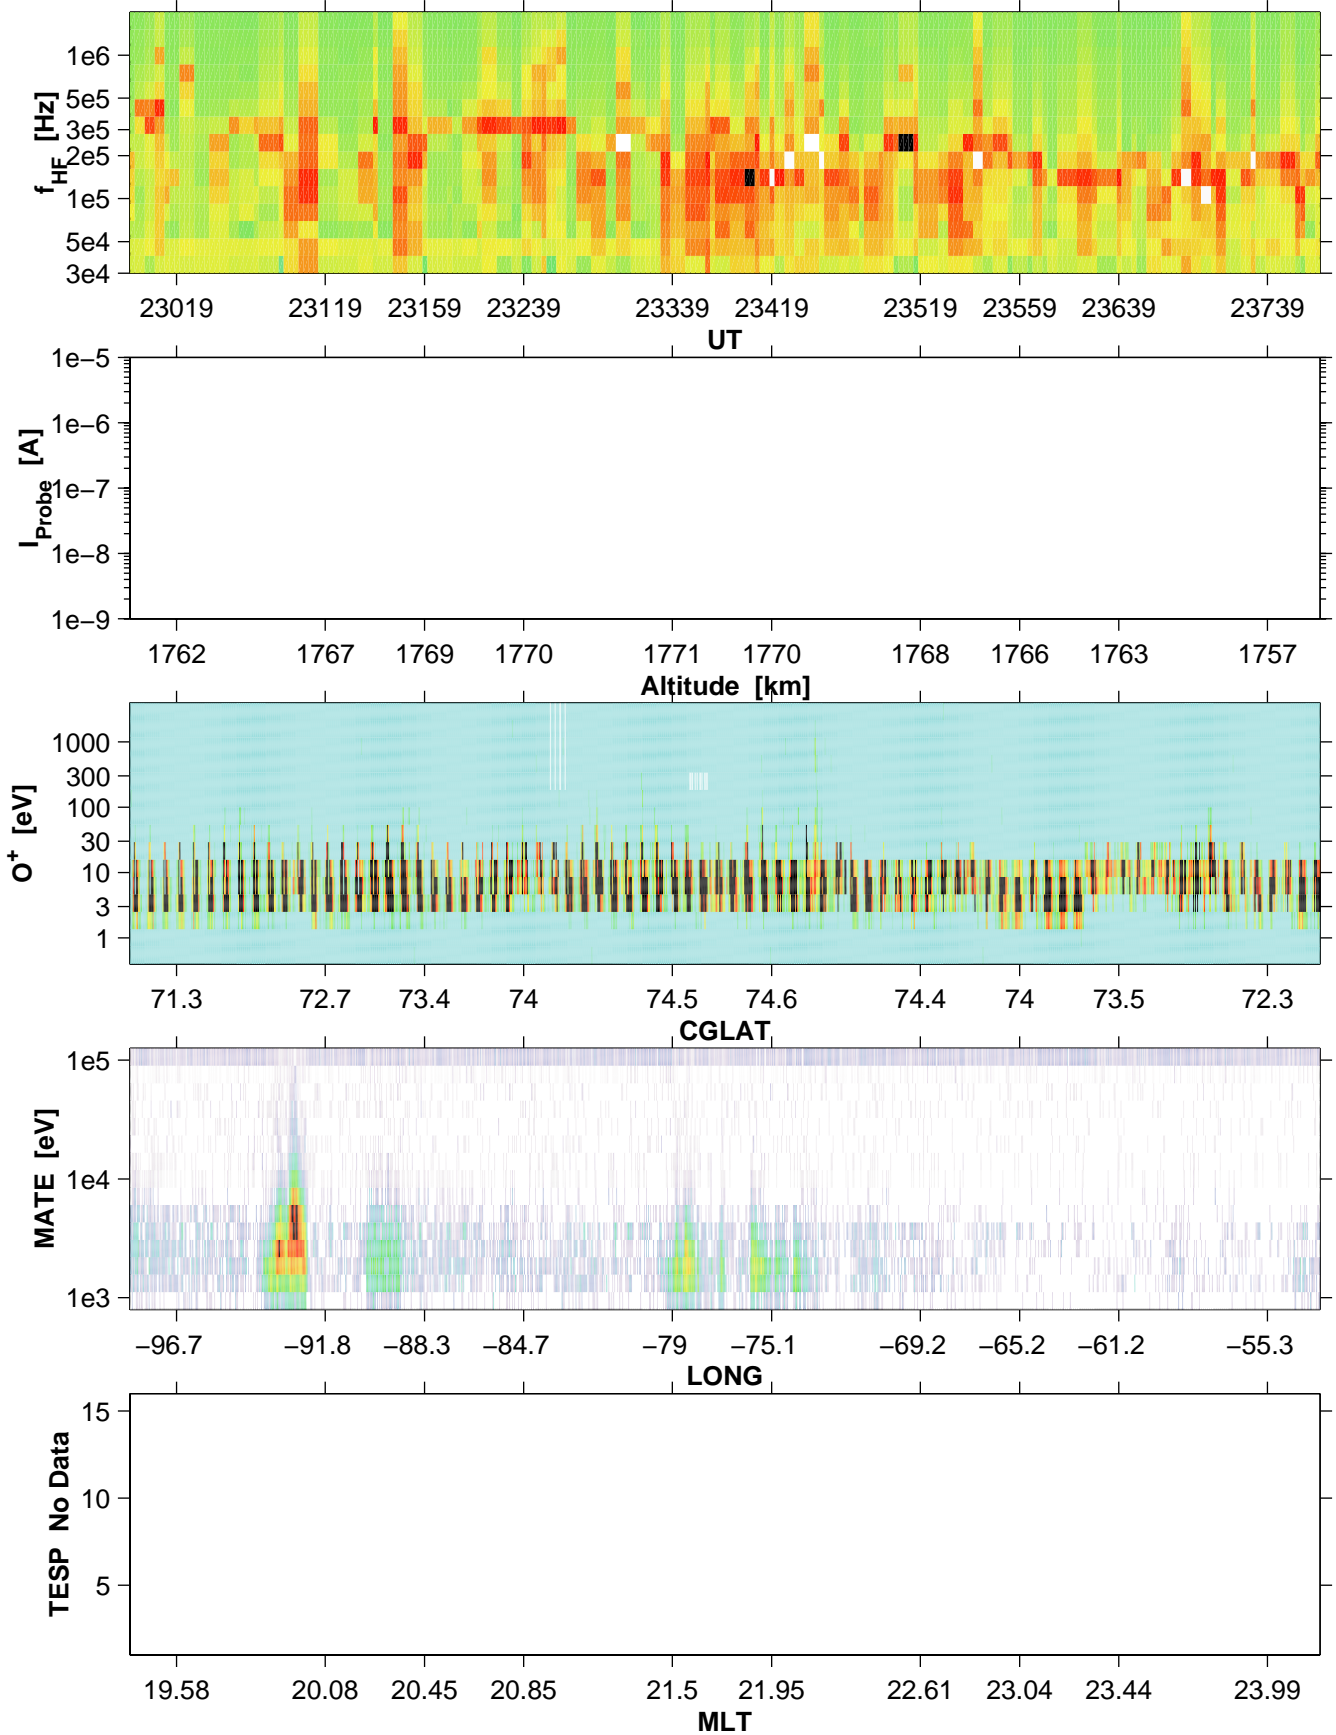 f_HF [Hz]
1e6
5e5
3e5
2e5
1e5
5e4
3e4
23019 23119 23159 23239 23339 23419 23519 23559 23639 23739
UT
I_Probe [A]
1e−5
1e−6
1e−7
1e−8
1e−9
1762 1767 1769 1770 1771 1770 1768 1766 1763 1757
Altitude [km]
O⁺ [eV]
1000
300
100
30
10
3
1
71.3 72.7 73.4 74 74.5 74.6 74.4 74 73.5 72.3
CGLAT
MATE [eV]
1e5
1e4
1e3
−96.7 −91.8 −88.3 −84.7 −79 −75.1 −69.2 −65.2 −61.2 −55.3
LONG
TESP No Data
15
10
5
19.58 20.08 20.45 20.85 21.5 21.95 22.61 23.04 23.44 23.99
MLT